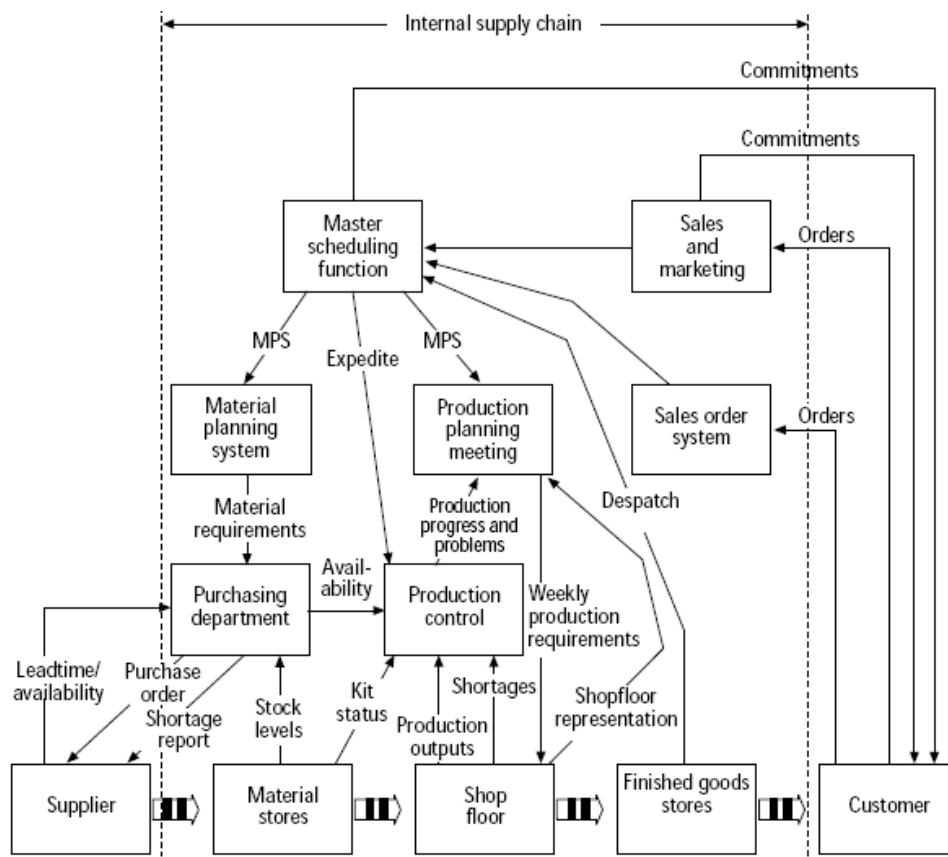 Internal supply chain
Commitments
Commitments
Master
scheduling
function
Sales
and
marketing
Orders
MPS
Expedite
MPS
Material
planning
system
Production
planning
meeting
Sales order
system
Orders
Material
requirements
Production
progress and
problems
Despatch
Avail-
ability
Purchasing
department
Production
control
Weekly
production
requirements
Leadtime/
availability
Purchase
order
Shortage
report
Stock
levels
Kit
status
Shortages
Production
outputs
Shopfloor
representation
Supplier
Material
stores
Shop
floor
Finished goods
stores
Customer